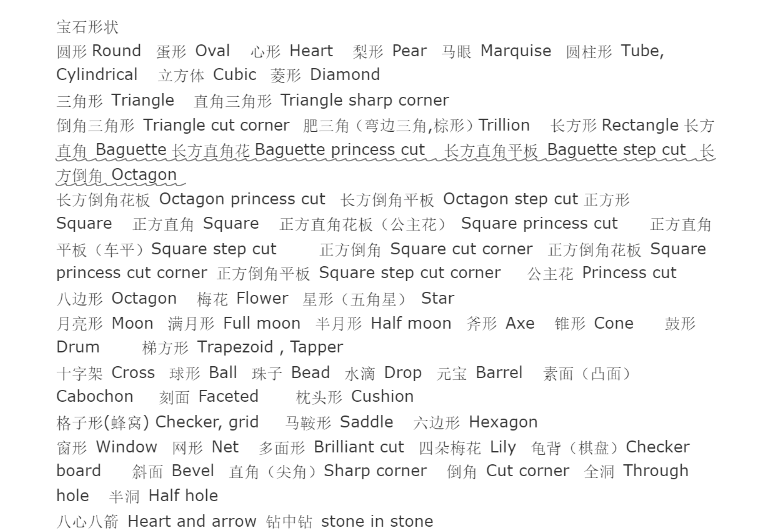 宝石形状
圆形 Round 蛋形 Oval 心形 Heart 梨形 Pear 马眼 Marquise 圆柱形 Tube,
Cylindrical 立方体 Cubic 菱形 Diamond
三角形 Triangle 直角三角形 Triangle sharp corner
倒角三角形 Triangle cut corner 肥三角（弯边三角,棕形）Trillion 长方形 Rectangle 长方
直角 Baguette 长方直角花 Baguette princess cut 长方直角平板 Baguette step cut 长
方倒角 Octagon
长方倒角花板 Octagon princess cut 长方倒角平板 Octagon step cut 正方形
Square 正方直角 Square 正方直角花板（公主花） Square princess cut 正方直角
平板（车平）Square step cut 正方倒角 Square cut corner 正方倒角花板 Square
princess cut corner 正方倒角平板 Square step cut corner 公主花 Princess cut
八边形 Octagon 梅花 Flower 星形（五角星） Star
月亮形 Moon 满月形 Full moon 半月形 Half moon 斧形 Axe 锥形 Cone 鼓形
Drum 梯方形 Trapezoid , Tapper
十字架 Cross 球形 Ball 珠子 Bead 水滴 Drop 元宝 Barrel 素面（凸面）
Cabochon 刻面 Faceted 枕头形 Cushion
格子形(蜂窝) Checker, grid 马鞍形 Saddle 六边形 Hexagon
窗形 Window 网形 Net 多面形 Brilliant cut 四朵梅花 Lily 龟背（棋盘）Checker
board 斜面 Bevel 直角（尖角）Sharp corner 倒角 Cut corner 全洞 Through
hole 半洞 Half hole
八心八箭 Heart and arrow 钻中钻 stone in stone